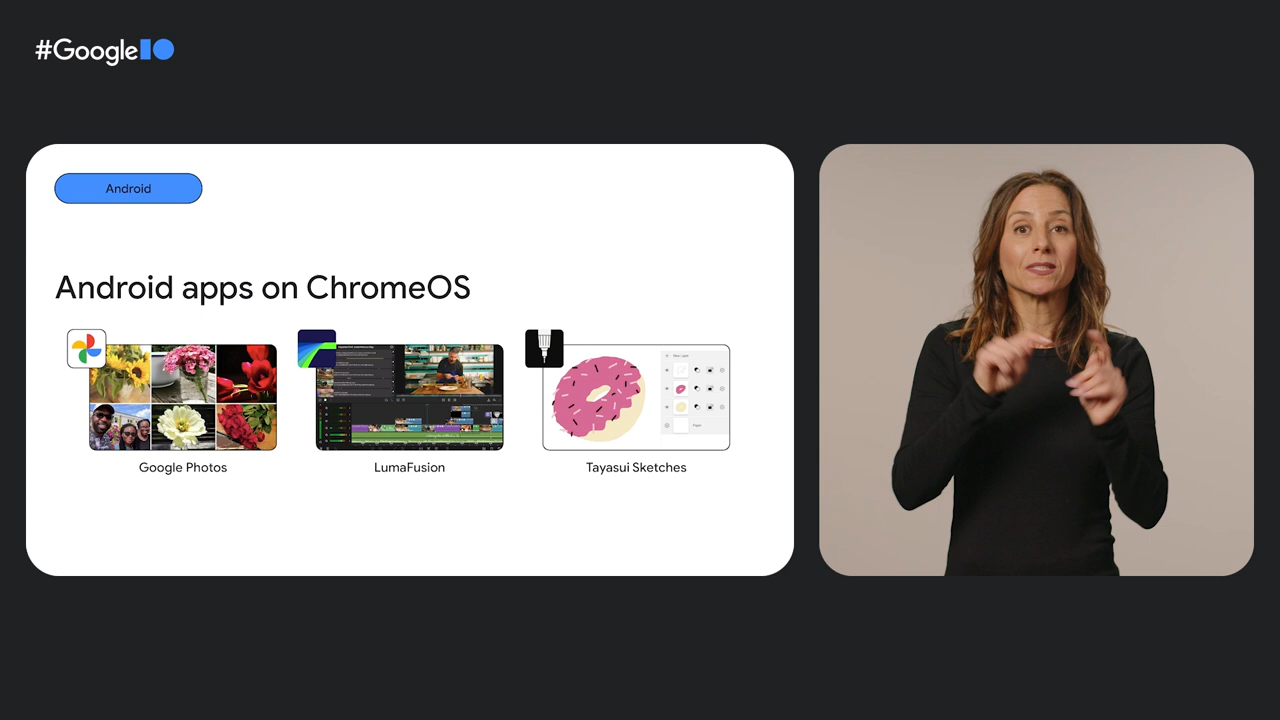 #GoogleIO
Android
Android apps on ChromeOS
Google Photos
LumaFusion
Tayasui Sketches